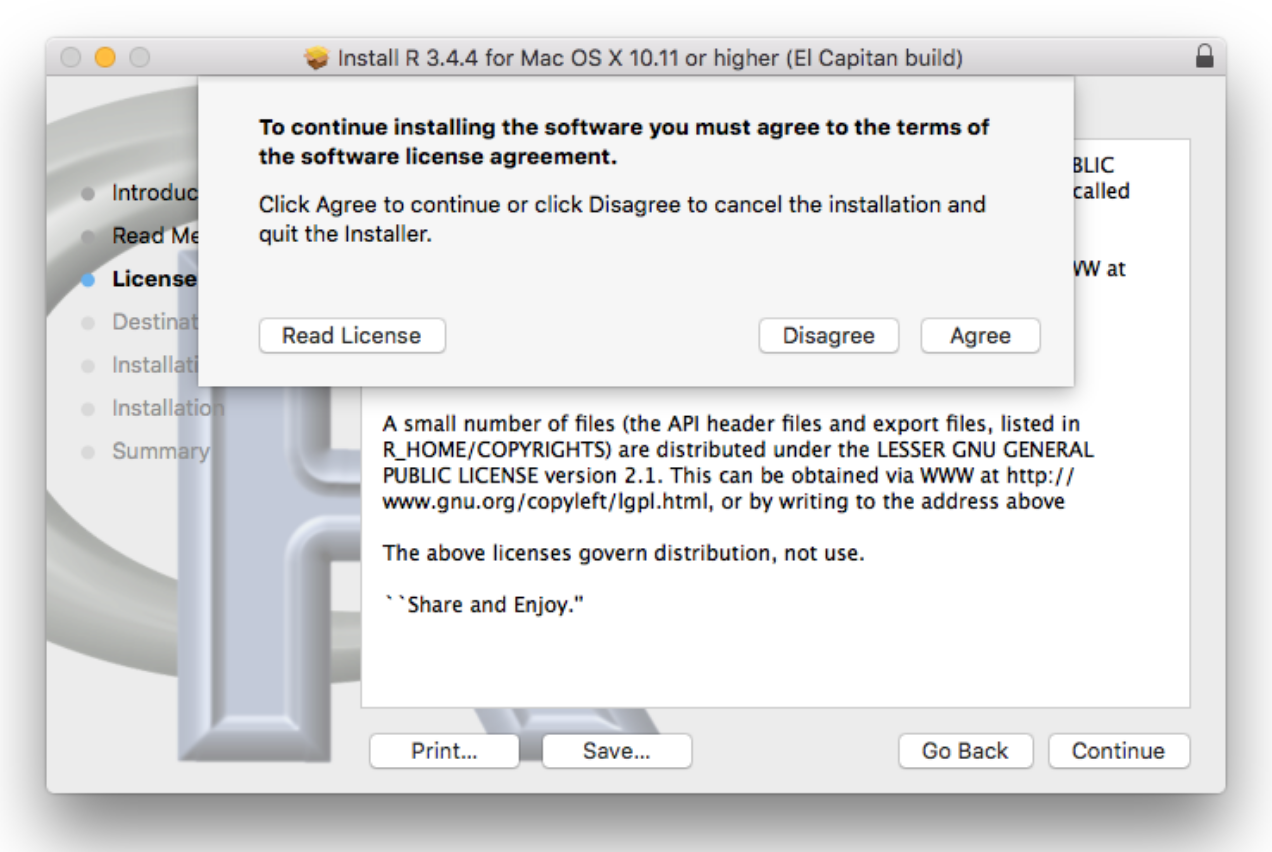 Install R 3.4.4 for Mac OS X 10.11 or higher (El Capitan build)
To continue installing the software you must agree to the terms of
the software license agreement.
Click Agree to continue or click Disagree to cancel the installation and
quit the Installer.
Read License
Disagree
Agree
Introduc
Read Me
License
Destinat
Installati
Installation
Summary
BLIC
called
WW at
A small number of files (the API header files and export files, listed in
R_HOME/COPYRIGHTS) are distributed under the LESSER GNU GENERAL
PUBLIC LICENSE version 2.1. This can be obtained via WWW at http://
www.gnu.org/copyleft/lgpl.html, or by writing to the address above
The above licenses govern distribution, not use.
``Share and Enjoy."
Print...
Save...
Go Back
Continue